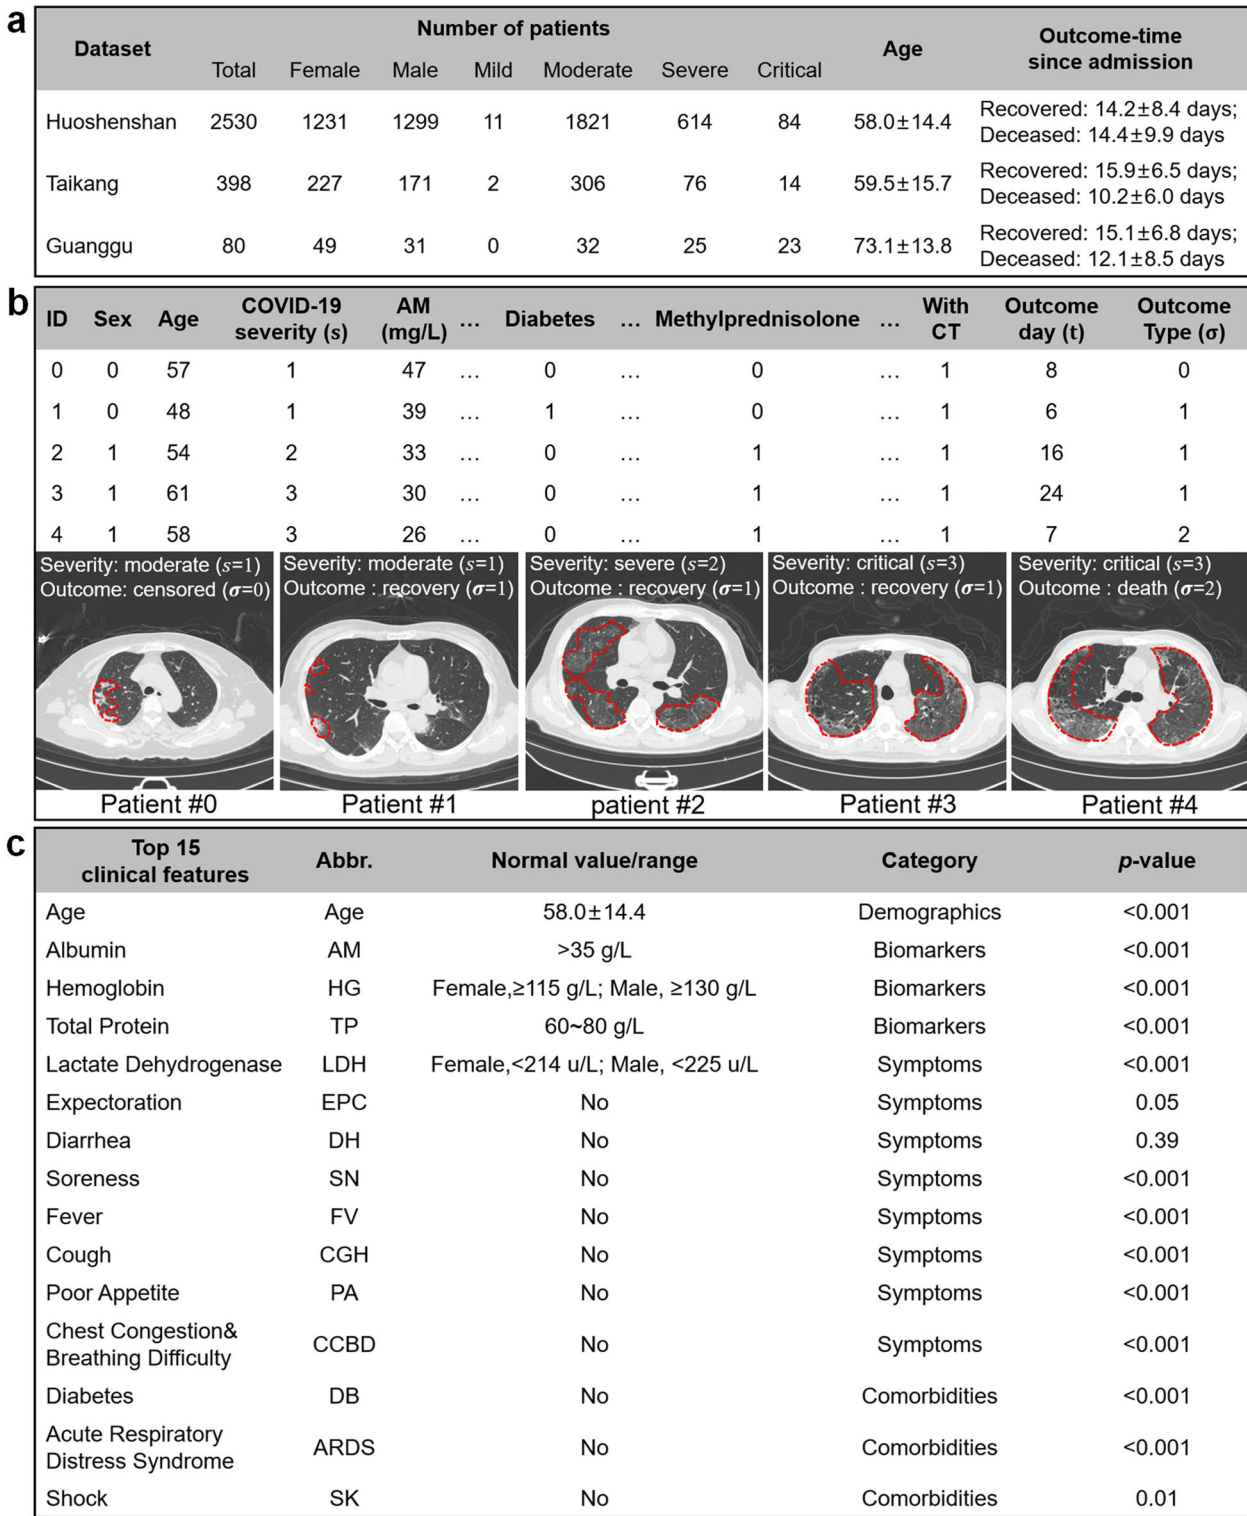 a
Dataset Number of patients Age Outcome-time since admission
Total Female Male Mild Moderate Severe Critical
Huoshenshan 2530 1231 1299 11 1821 614 84 58.0±14.4 Recovered: 14.2±8.4 days;
Deceased: 14.4±9.9 days
Taikang 398 227 171 2 306 76 14 59.5±15.7 Recovered: 15.9±6.5 days;
Deceased: 10.2±6.0 days
Guanggu 80 49 31 0 32 25 23 73.1±13.8 Recovered: 15.1±6.8 days;
Deceased: 12.1±8.5 days
b
ID Sex Age COVID-19 severity (s) AM (mg/L) ... Diabetes ... Methylprednisolone ... With CT Outcome day (t) Outcome Type (σ)
0 0 57 1 47 ... 0 ... 0 ... 1 8 0
1 0 48 1 39 ... 1 ... 0 ... 1 6 1
2 1 54 2 33 ... 0 ... 1 ... 1 16 1
3 1 61 3 30 ... 0 ... 1 ... 1 24 1
4 1 58 3 26 ... 0 ... 1 ... 1 7 2
Severity: moderate (s=1)
Outcome: censored (σ=0)
Patient #0
Severity: moderate (s=1)
Outcome : recovery (σ=1)
Patient #1
Severity: severe (s=2)
Outcome : recovery (σ=1)
patient #2
Severity: critical (s=3)
Outcome : recovery (σ=1)
Patient #3
Severity: critical (s=3)
Outcome : death (σ=2)
Patient #4
c
Top 15 clinical features Abbr. Normal value/range Category p-value
Age Age 58.0±14.4 Demographics <0.001
Albumin AM >35 g/L Biomarkers <0.001
Hemoglobin HG Female,≥115 g/L; Male, ≥130 g/L Biomarkers <0.001
Total Protein TP 60~80 g/L Biomarkers <0.001
Lactate Dehydrogenase LDH Female,<214 u/L; Male, <225 u/L Symptoms <0.001
Expectoration EPC No Symptoms 0.05
Diarrhea DH No Symptoms 0.39
Soreness SN No Symptoms <0.001
Fever FV No Symptoms <0.001
Cough CGH No Symptoms <0.001
Poor Appetite PA No Symptoms <0.001
Chest Congestion&
Breathing Difficulty CCBD No Symptoms <0.001
Diabetes DB No Comorbidities <0.001
Acute Respiratory
Distress Syndrome ARDS No Comorbidities <0.001
Shock SK No Comorbidities 0.01